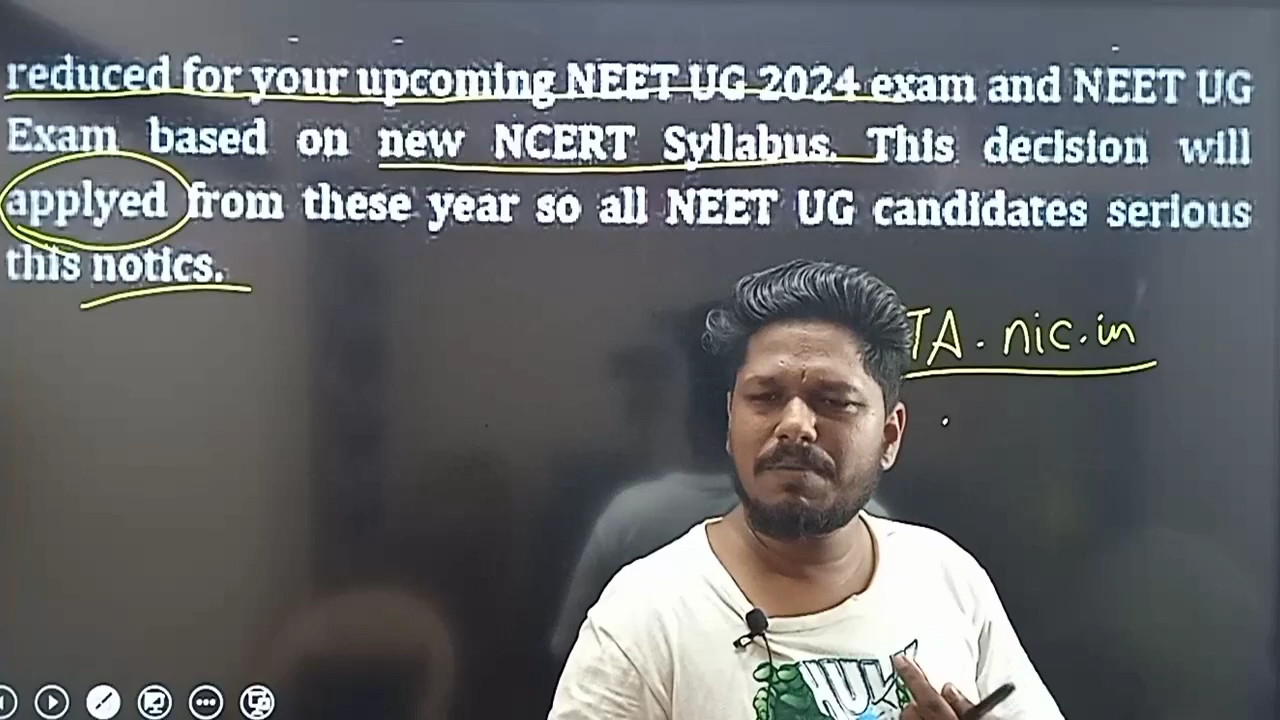 reduced for your upcoming NEET UG 2024 exam and NEET UG
Exam based on new NCERT Syllabus. This decision will
applyed from these year so all NEET UG candidates serious
this notics.
TA.nic.in
HULK